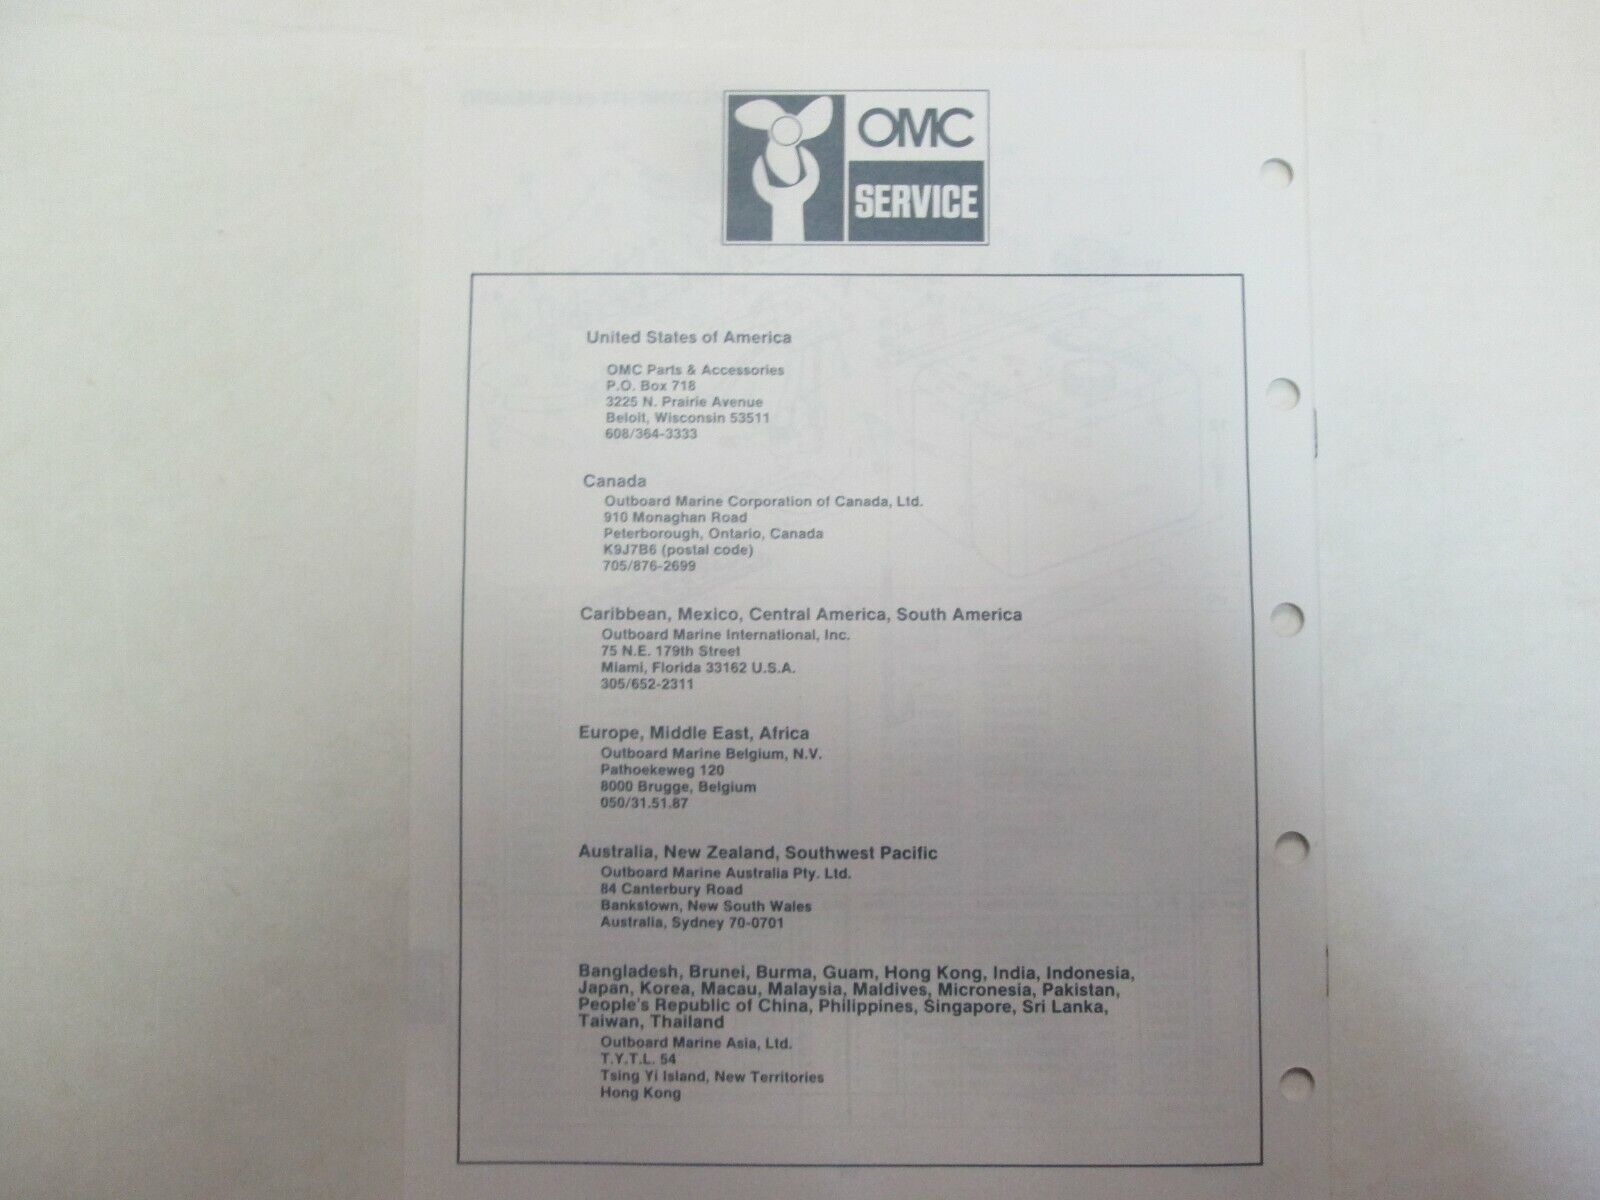 OMC
SERVICE
United States of America
OMC Parts & Accessories
P.O. Box 718
3225 N. Prairie Avenue
Beloit, Wisconsin 53511
608/364-3333
Canada
Outboard Marine Corporation of Canada, Ltd.
910 Monaghan Road
Peterborough, Ontario, Canada
K9J7B6 (postal code)
705/876-2699
Caribbean, Mexico, Central America, South America
Outboard Marine International, Inc.
75 N.E. 179th Street
Miami, Florida 33162 U.S.A.
305/652-2311
Europe, Middle East, Africa
Outboard Marine Belgium, N.V.
Pathoekeweg 120
8000 Brugge, Belgium
050/31.51.87
Australia, New Zealand, Southwest Pacific
Outboard Marine Australia Pty. Ltd.
84 Canterbury Road
Bankstown, New South Wales
Australia, Sydney 70-0701
Bangladesh, Brunei, Burma, Guam, Hong Kong, India, Indonesia,
Japan, Korea, Macau, Malaysia, Maldives, Micronesia, Pakistan,
People's Republic of China, Philippines, Singapore, Sri Lanka,
Taiwan, Thailand
Outboard Marine Asia, Ltd.
T.Y.T.L. 54
Tsing Yi Island, New Territories
Hong Kong